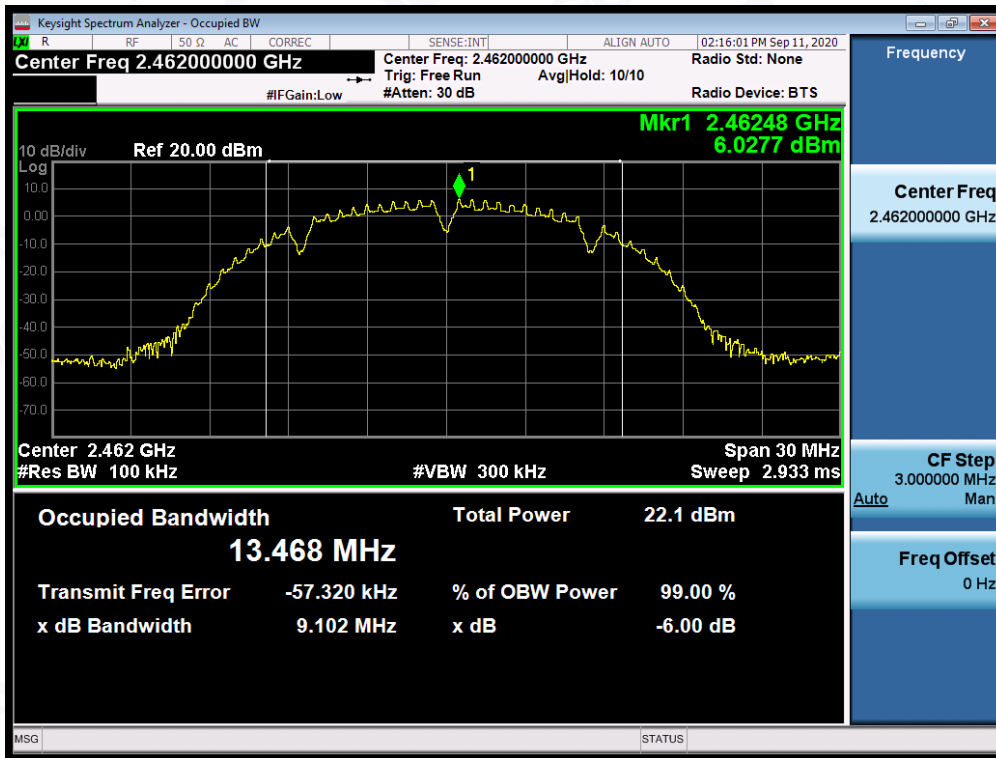 Keysight Spectrum Analyzer - Occupied BW
LXI R RF 50 Ω AC CORREC SENSE:INT ALIGN AUTO 02:16:01 PM Sep 11, 2020
Center Freq 2.462000000 GHz
Center Freq: 2.462000000 GHz
Radio Std: None
Trig: Free Run Avg|Hold: 10/10
#IFGain:Low
#Atten: 30 dB
Radio Device: BTS
Mkr1 2.46248 GHz
6.0277 dBm
10 dB/div Ref 20.00 dBm
Log
10.0
0.00
-10.0
-20.0
-30.0
-40.0
-50.0
-60.0
-70.0
1
Center 2.462 GHz
Span 30 MHz
#Res BW 100 kHz
#VBW 300 kHz
Sweep 2.933 ms
Occupied Bandwidth
Total Power 22.1 dBm
13.468 MHz
Transmit Freq Error -57.320 kHz
% of OBW Power 99.00 %
x dB Bandwidth 9.102 MHz
x dB -6.00 dB
MSG
STATUS
Frequency
Center Freq
2.462000000 GHz
CF Step
3.000000 MHz
Auto Man
Freq Offset
0 Hz